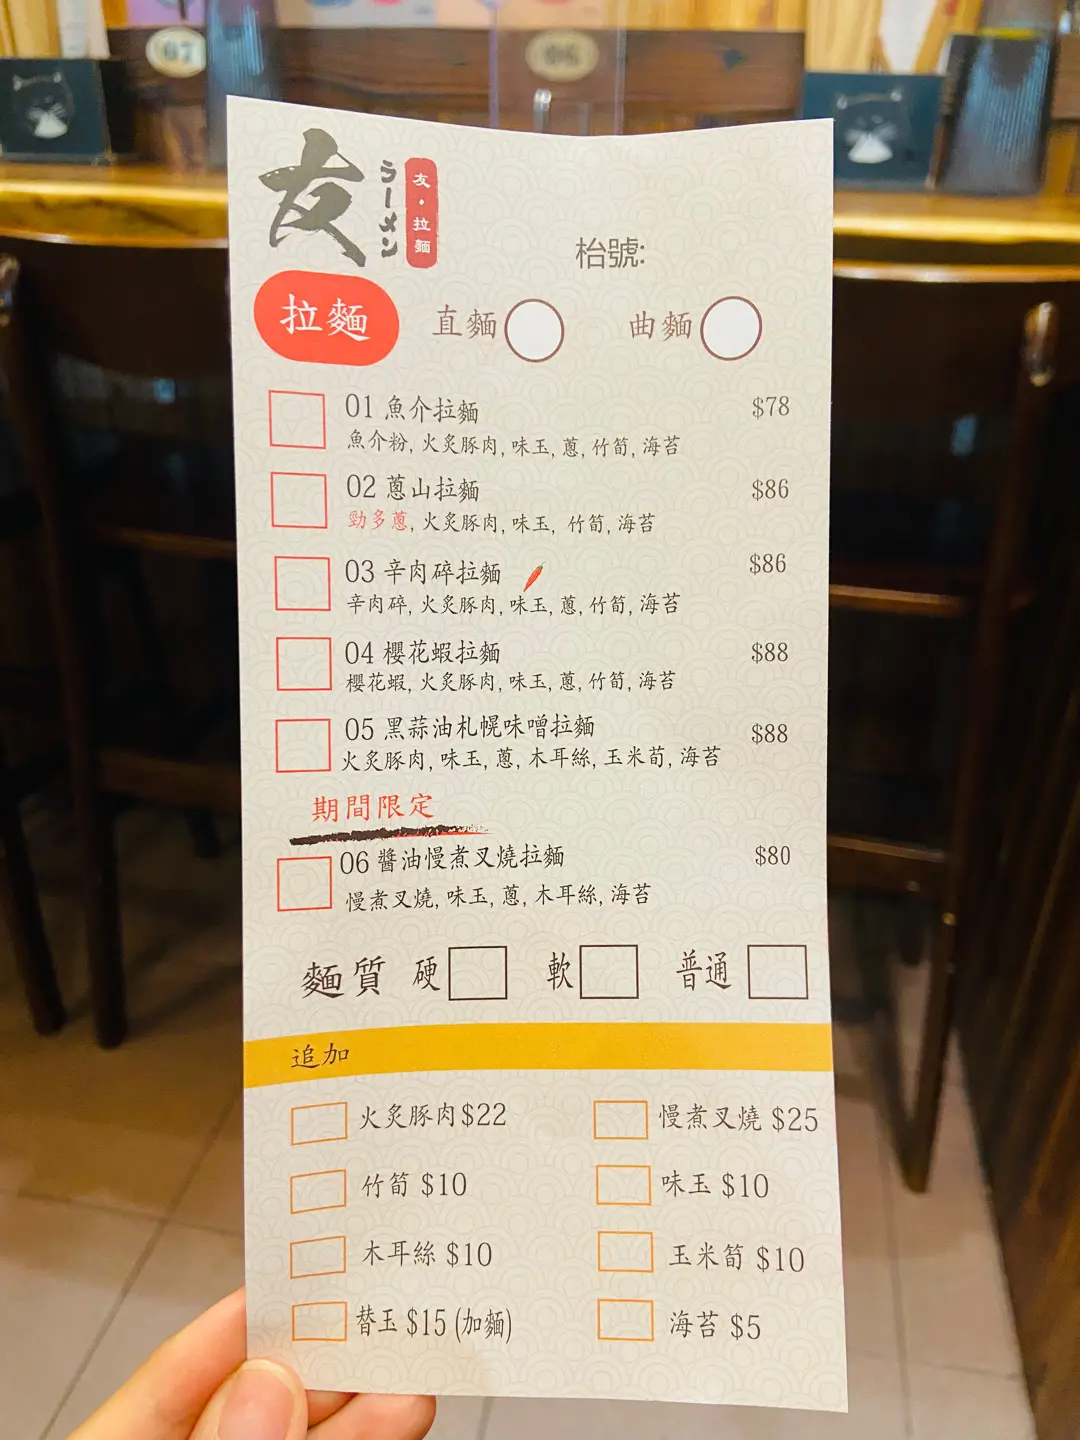 07
06
友
ラーメン
友・拉麵
枱號:
拉麵 直麵 曲麵
01 魚介拉麵 $78
魚介粉, 火炙豚肉, 味玉, 蔥, 竹筍, 海苔
02 蔥山拉麵 $86
勁多蔥, 火炙豚肉, 味玉, 竹筍, 海苔
03 辛肉碎拉麵 $86
辛肉碎, 火炙豚肉, 味玉, 蔥, 竹筍, 海苔
04 櫻花蝦拉麵 $88
櫻花蝦, 火炙豚肉, 味玉, 蔥, 竹筍, 海苔
05 黑蒜油札幌味噌拉麵 $88
火炙豚肉, 味玉, 蔥, 木耳絲, 玉米筍, 海苔
期間限定
06 醬油慢煮叉燒拉麵 $80
慢煮叉燒, 味玉, 蔥, 木耳絲, 海苔
麵質 硬 軟 普通
追加
火炙豚肉$22 慢煮叉燒 $25
竹筍 $10 味玉 $10
木耳絲 $10 玉米筍 $10
替玉 $15 (加麵) 海苔 $5